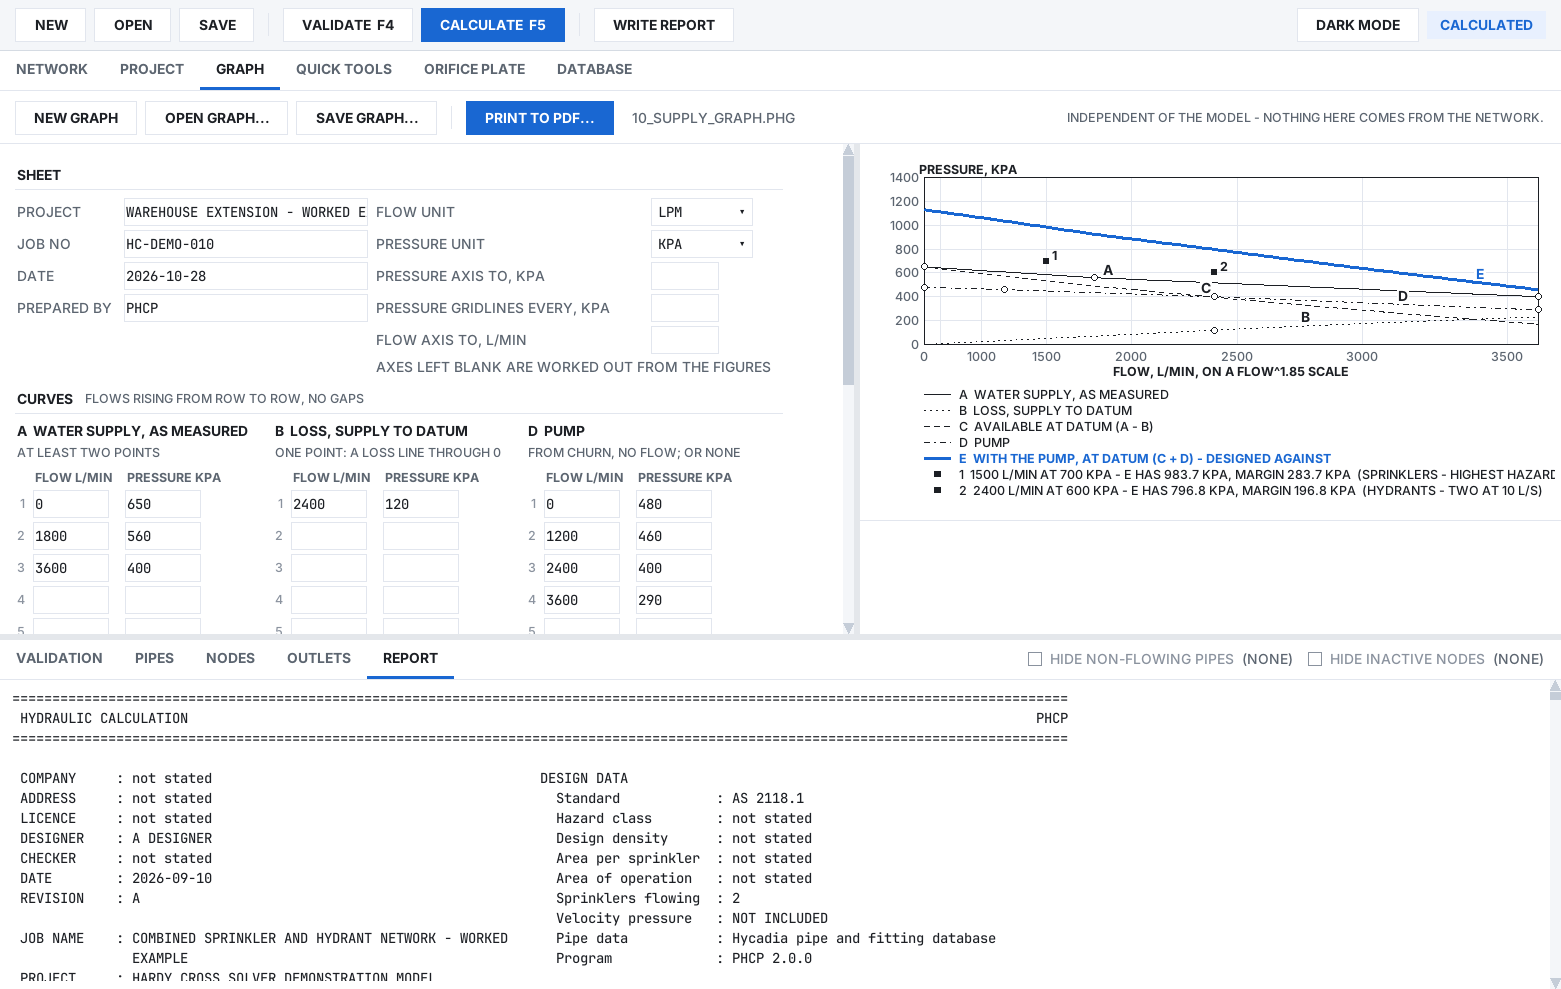 NEW OPEN SAVE VALIDATE F4 CALCULATE F5 WRITE REPORT DARK MODE CALCULATED
NETWORK PROJECT GRAPH QUICK TOOLS ORIFICE PLATE DATABASE
NEW GRAPH OPEN GRAPH... SAVE GRAPH... PRINT TO PDF... 10_SUPPLY_GRAPH.PHG INDEPENDENT OF THE MODEL - NOTHING HERE COMES FROM THE NETWORK.
SHEET
PROJECT WAREHOUSE EXTENSION - WORKED E FLOW UNIT LPM
JOB NO HC-DEMO-010 PRESSURE UNIT KPA
DATE 2026-10-28 PRESSURE AXIS TO, KPA
PREPARED BY PHCP PRESSURE GRIDLINES EVERY, KPA
FLOW AXIS TO, L/MIN
AXES LEFT BLANK ARE WORKED OUT FROM THE FIGURES
CURVES FLOWS RISING FROM ROW TO ROW, NO GAPS
A WATER SUPPLY, AS MEASURED B LOSS, SUPPLY TO DATUM D PUMP
AT LEAST TWO POINTS ONE POINT: A LOSS LINE THROUGH 0 FROM CHURN, NO FLOW; OR NONE
FLOW L/MIN PRESSURE KPA FLOW L/MIN PRESSURE KPA FLOW L/MIN PRESSURE KPA
1 0 650 1 2400 120 1 0 480
2 1800 560 2 2 1200 460
3 3600 400 3 3 2400 400
4 4 4 3600 290
5 5 5
PRESSURE, KPA
1400
1200
1000
800
600
400
200
0
1
2
A
C
E
D
B
0 1000 1500 2000 2500 3000 3500
FLOW, L/MIN, ON A FLOW^1.85 SCALE
A WATER SUPPLY, AS MEASURED
B LOSS, SUPPLY TO DATUM
C AVAILABLE AT DATUM (A - B)
D PUMP
E WITH THE PUMP, AT DATUM (C + D) - DESIGNED AGAINST
1 1500 L/MIN AT 700 KPA - E HAS 983.7 KPA, MARGIN 283.7 KPA (SPRINKLERS - HIGHEST HAZARD
2 2400 L/MIN AT 600 KPA - E HAS 796.8 KPA, MARGIN 196.8 KPA (HYDRANTS - TWO AT 10 L/S)
VALIDATION PIPES NODES OUTLETS REPORT HIDE NON-FLOWING PIPES (NONE) HIDE INACTIVE NODES (NONE)
HYDRAULIC CALCULATION PHCP
COMPANY : not stated DESIGN DATA
ADDRESS : not stated Standard : AS 2118.1
LICENCE : not stated Hazard class : not stated
DESIGNER : A DESIGNER Design density : not stated
CHECKER : not stated Area per sprinkler : not stated
DATE : 2026-09-10 Area of operation : not stated
REVISION : A Sprinklers flowing : 2
Velocity pressure : NOT INCLUDED
JOB NAME : COMBINED SPRINKLER AND HYDRANT NETWORK - WORKED Pipe data : Hycadia pipe and fitting database
EXAMPLE Program : PHCP 2.0.0
PROJECT : HARDY CROSS SOLVER DEMONSTRATION MODEL